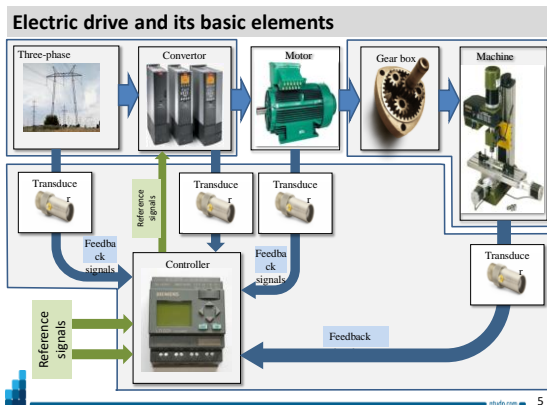 Electric drive and its basic elements
Three-phase
Convertor
Motor
Gear box
Machine
Transduce
r
Reference
signals
Transduce
r
Transduce
r
Feedba
ck
signals
Controller
Feedba
ck
signals
Transduce
r
SIEMENS
Reference
signals
Feedback
5